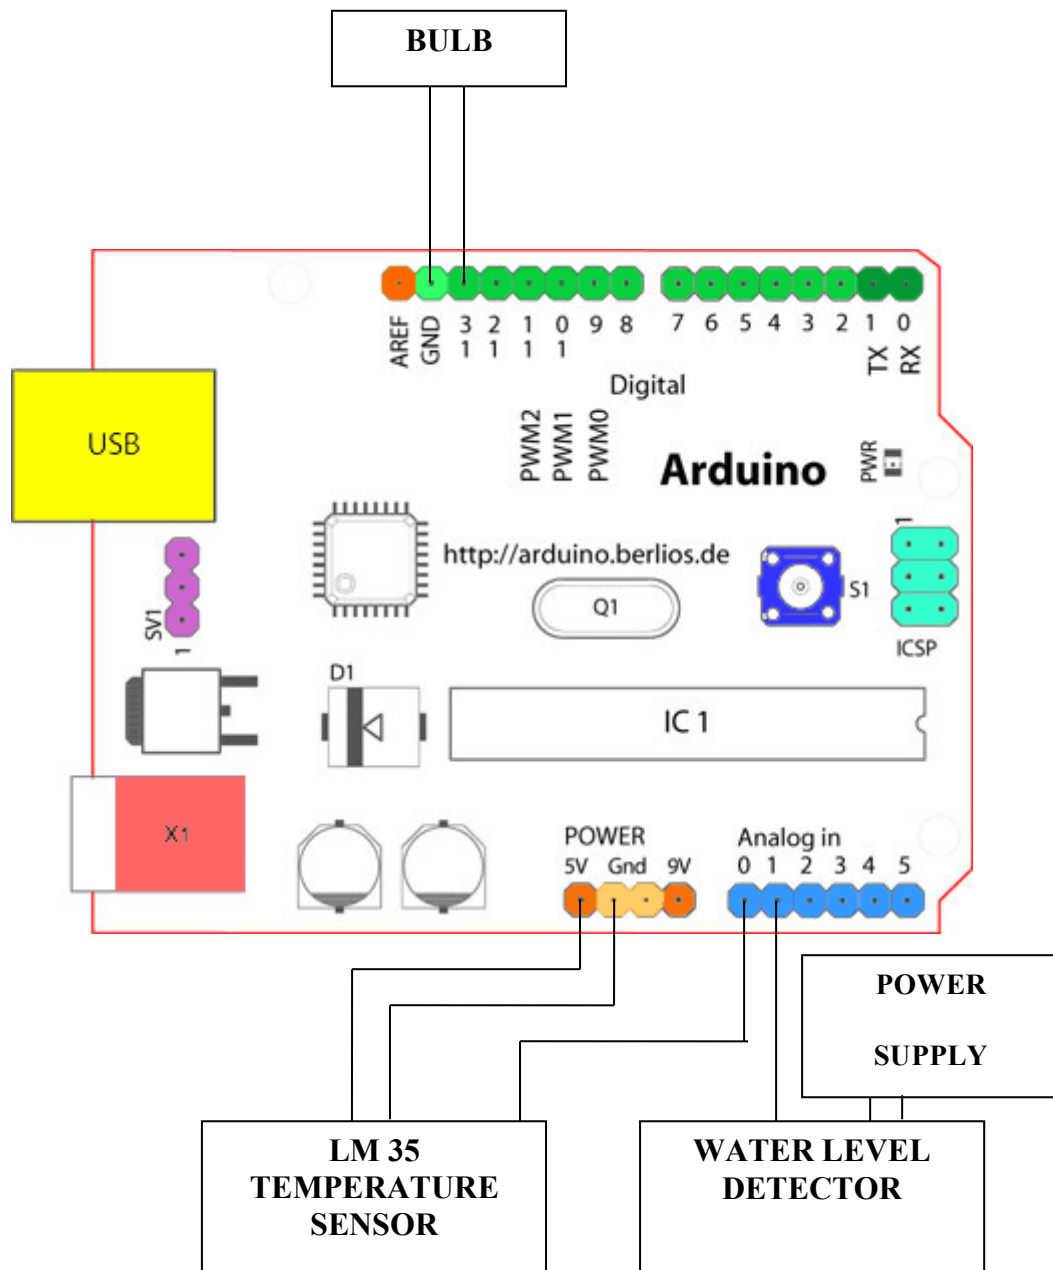 BULB
AREF
GND
3 2 1 0 9 8 7 6 5 4 3 2 1 0
1 1 1 1
TX
RX
Digital
USB
PWM2
PWM1
PWM0
Arduino
PWR
1
http://arduino.berlios.de
SV1
1
Q1
S1
ICSP
D1
IC 1
X1
POWER
5V Gnd 9V
Analog in
0 1 2 3 4 5
POWER
SUPPLY
LM 35
TEMPERATURE
SENSOR
WATER LEVEL
DETECTOR